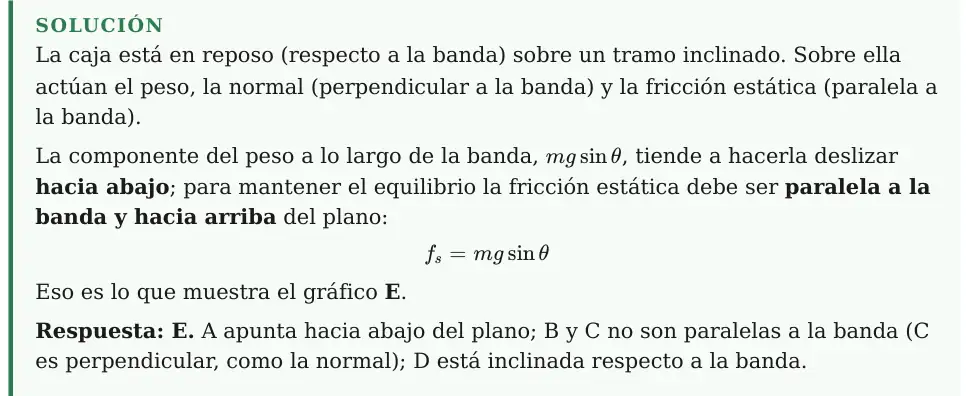 SOLUCIÓN
La caja está en reposo (respecto a la banda) sobre un tramo inclinado. Sobre ella
actúan el peso, la normal (perpendicular a la banda) y la fricción estática (paralela a
la banda).
La componente del peso a lo largo de la banda, mg sin θ, tiende a hacerla deslizar
hacia abajo; para mantener el equilibrio la fricción estática debe ser paralela a la
banda y hacia arriba del plano:
fₛ = mg sin θ
Eso es lo que muestra el gráfico E.
Respuesta: E. A apunta hacia abajo del plano; B y C no son paralelas a la banda (C
es perpendicular, como la normal); D está inclinada respecto a la banda.